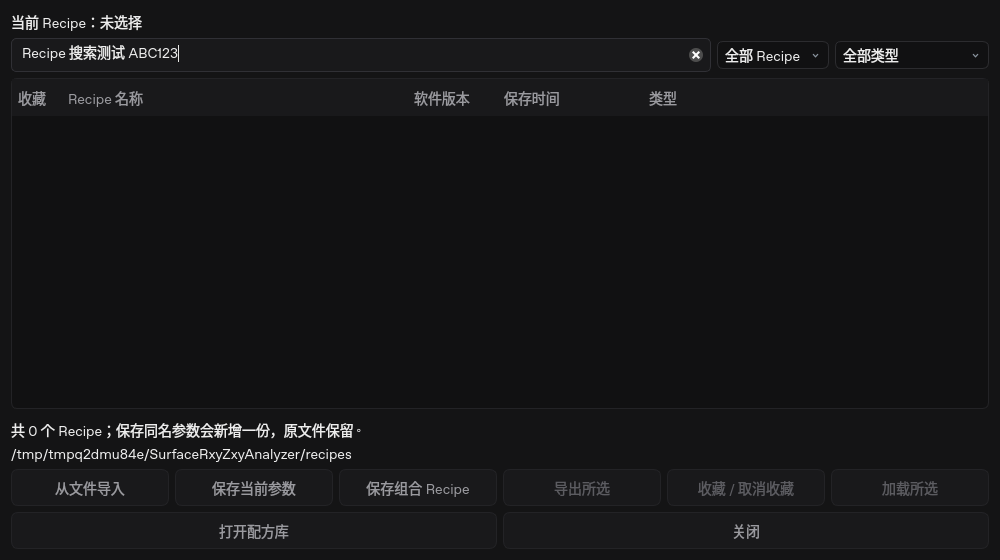 当前 Recipe：未选择
Recipe 搜索测试 ABC123 全部 Recipe 全部类型
收藏 Recipe 名称 软件版本 保存时间 类型
共 0 个 Recipe；保存同名参数会新增一份，原文件保留。
/tmp/tmpq2dmu84e/SurfaceRxyZxyAnalyzer/recipes
从文件导入 保存当前参数 保存组合 Recipe 导出所选 收藏 / 取消收藏 加载所选
打开配方库 关闭